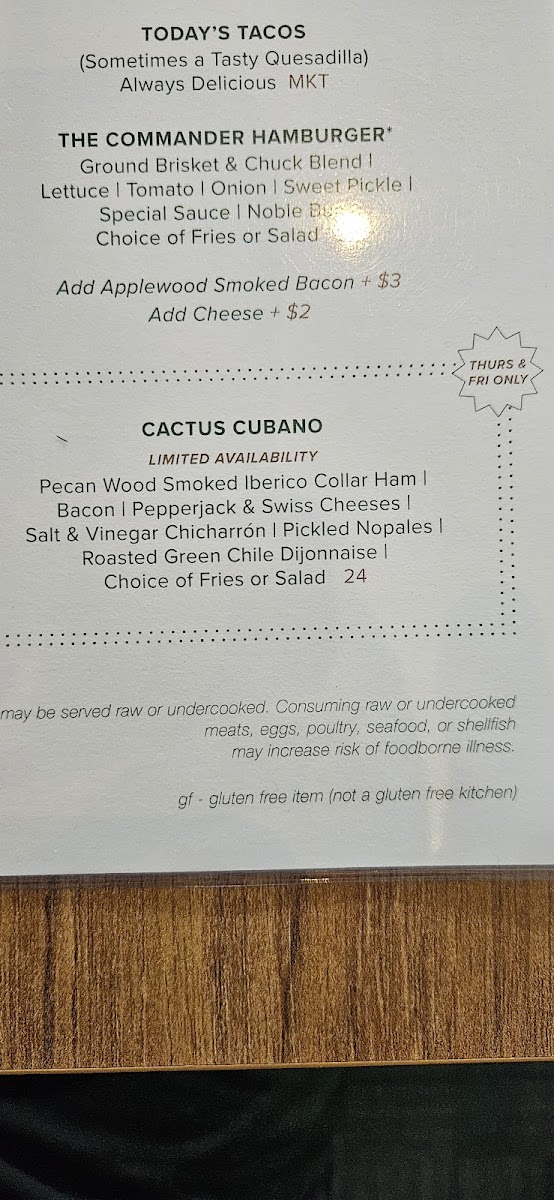 TODAY'S TACOS
(Sometimes a Tasty Quesadilla)
Always Delicious MKT
THE COMMANDER HAMBURGER*
Ground Brisket & Chuck Blend |
Lettuce | Tomato | Onion | Sweet Pickle |
Special Sauce | Noble
Choice of Fries or Salad
Add Applewood Smoked Bacon + $3
Add Cheese + $2
THURS &
FRI ONLY
CACTUS CUBANO
LIMITED AVAILABILITY
Pecan Wood Smoked Iberico Collar Ham |
Bacon | Pepperjack & Swiss Cheeses |
Salt & Vinegar Chicharrón | Pickled Nopales |
Roasted Green Chile Dijonnaise |
Choice of Fries or Salad 24
may be served raw or undercooked. Consuming raw or undercooked
meats, eggs, poultry, seafood, or shellfish
may increase risk of foodborne illness.
gf - gluten free item (not a gluten free kitchen)